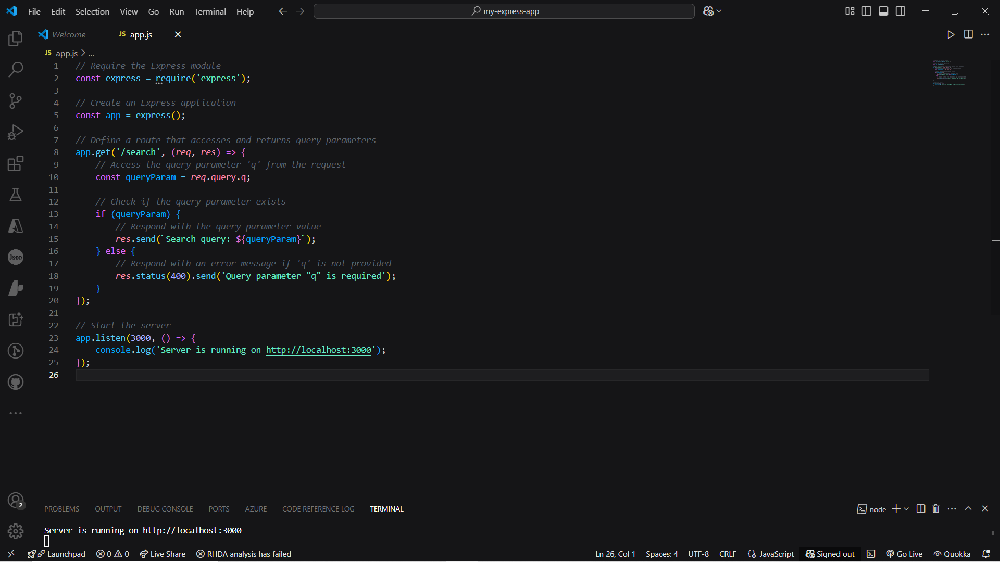 File Edit Selection View Go Run Terminal Help my-express-app
Welcome JS app.js
JS app.js > ...
1 // Require the Express module
2 const express = require('express');
3
4 // Create an Express application
5 const app = express();
6
7 // Define a route that accesses and returns query parameters
8 app.get('/search', (req, res) => {
9 // Access the query parameter 'q' from the request
10 const queryParam = req.query.q;
11
12 // Check if the query parameter exists
13 if (queryParam) {
14 // Respond with the query parameter value
15 res.send(`Search query: ${queryParam}`);
16 } else {
17 // Respond with an error message if 'q' is not provided
18 res.status(400).send('Query parameter "q" is required');
19 }
20 });
21
22 // Start the server
23 app.listen(3000, () => {
24 console.log('Server is running on http://localhost:3000');
25 });
26
Json
2
PROBLEMS OUTPUT DEBUG CONSOLE PORTS AZURE CODE REFERENCE LOG TERMINAL node
Server is running on http://localhost:3000
Launchpad 0 0 Live Share RHDA analysis has failed Ln 26, Col 1 Spaces: 4 UTF-8 CRLF {} JavaScript Signed out Go Live Quokka